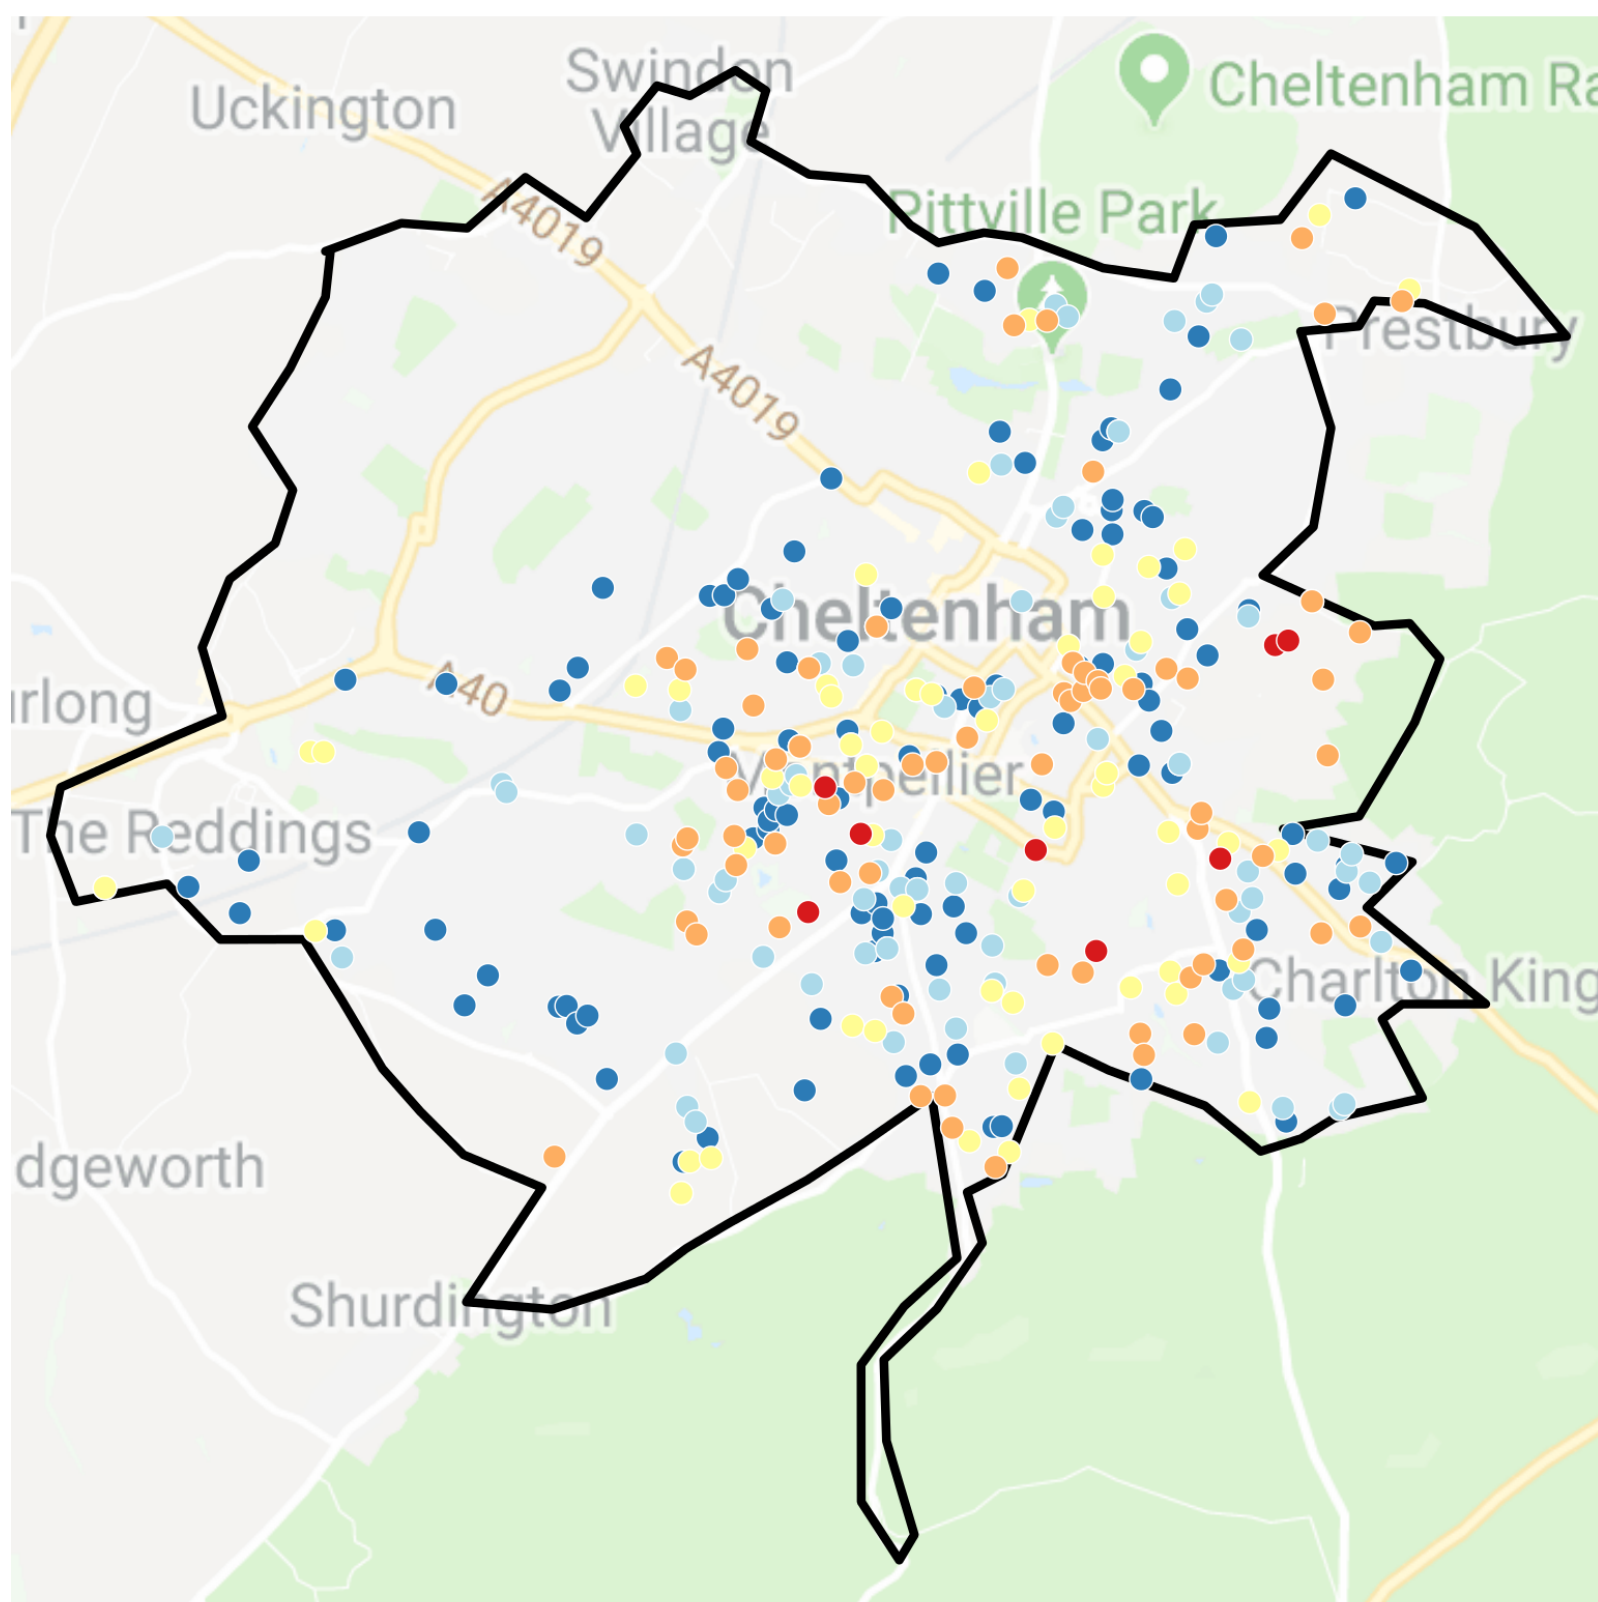 Swindon
Village
Uckington
Cheltenham Ra
A4019
Pittville Park
Prestbury
A4019
Cheltenham
A40
urlong
Montpellier
The Reddings
Charlton King
dgeworth
Shurdington